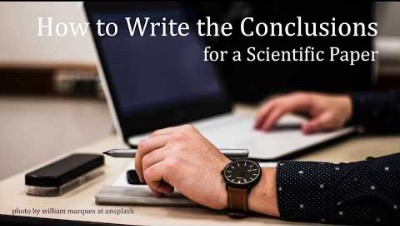 How to Write the Conclusions
for a Scientific Paper
photo by william marques at unsplash